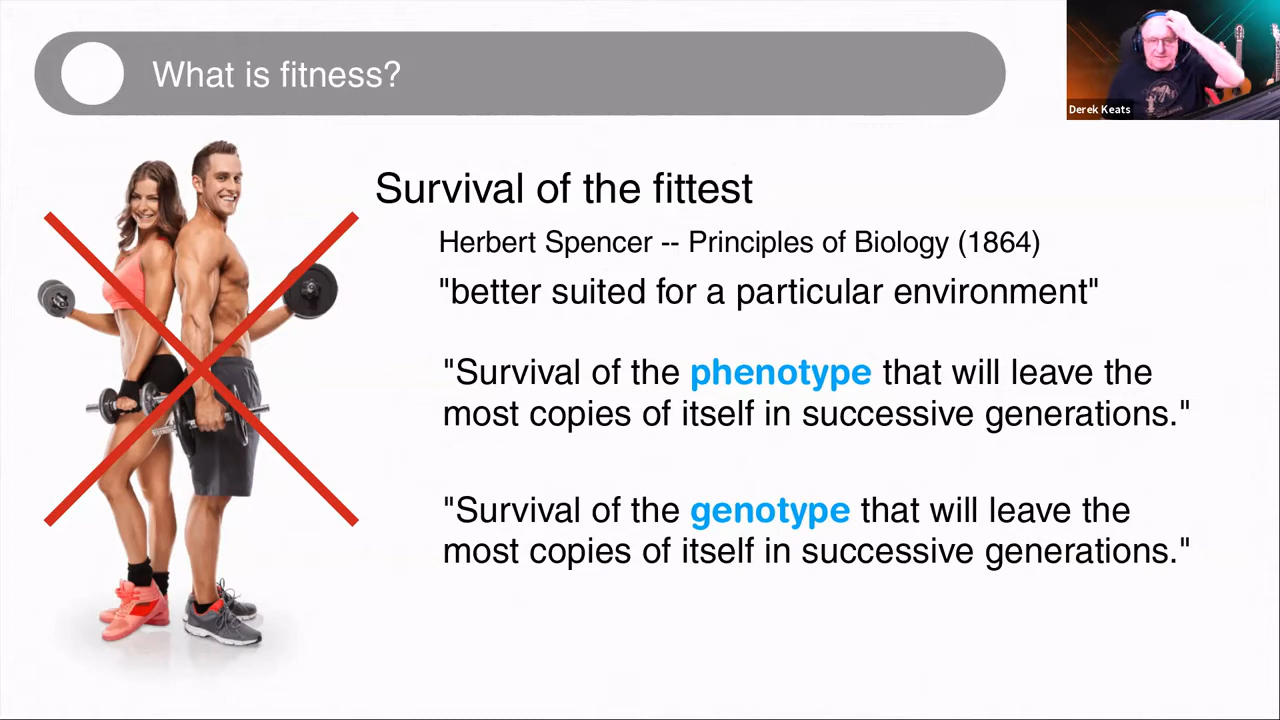 What is fitness?
Derek Keats
Survival of the fittest
Herbert Spencer -- Principles of Biology (1864)
"better suited for a particular environment"
"Survival of the phenotype that will leave the
most copies of itself in successive generations."
"Survival of the genotype that will leave the
most copies of itself in successive generations."